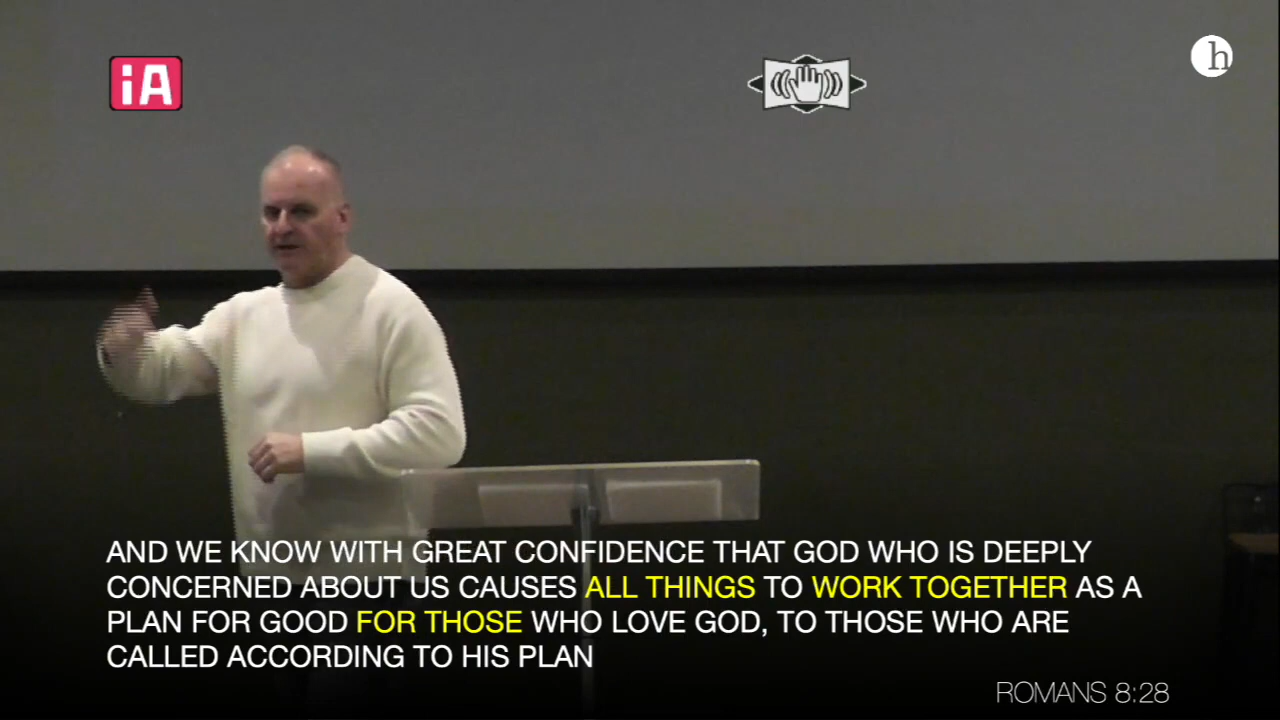 iA
h
AND WE KNOW WITH GREAT CONFIDENCE THAT GOD WHO IS DEEPLY
CONCERNED ABOUT US CAUSES ALL THINGS TO WORK TOGETHER AS A
PLAN FOR GOOD FOR THOSE WHO LOVE GOD, TO THOSE WHO ARE
CALLED ACCORDING TO HIS PLAN
ROMANS 8:28